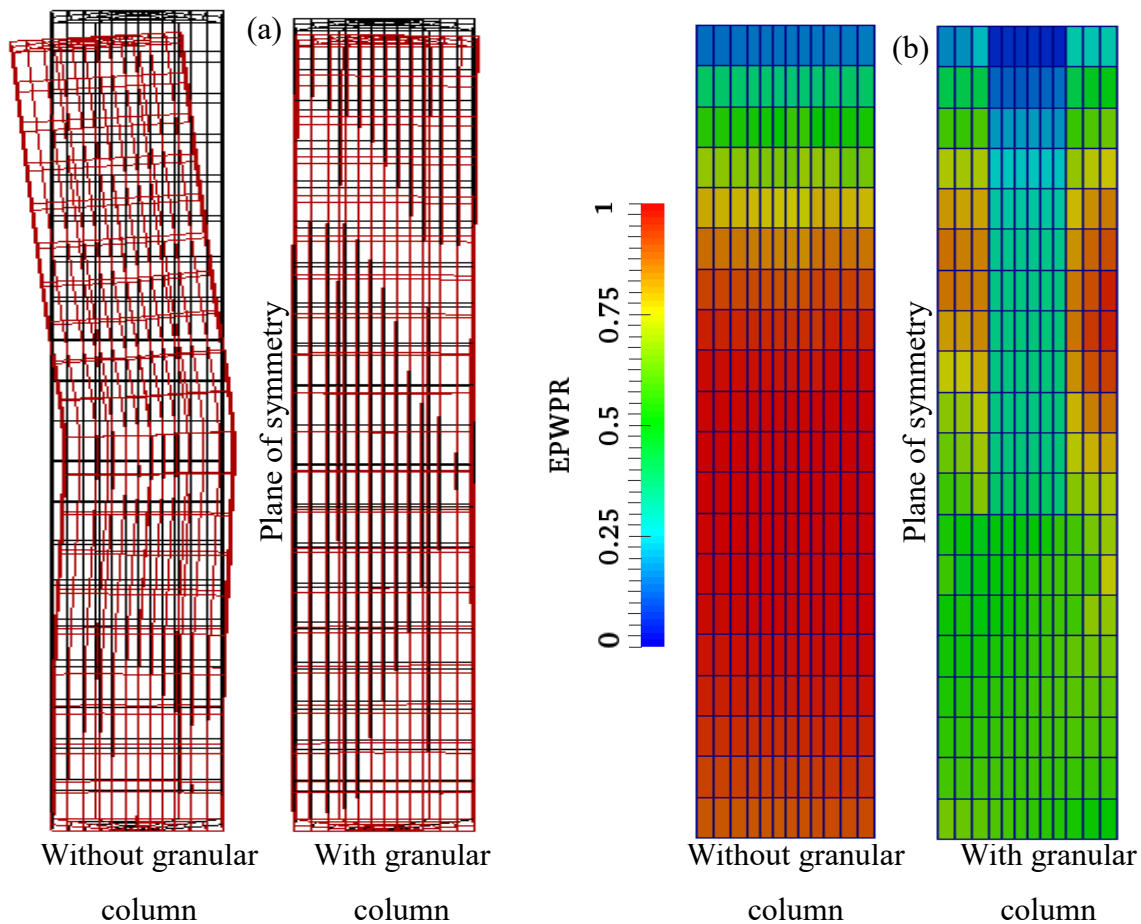 (a)
(b)
Plane of symmetry
EPWPR
1
0.75
0.5
0.25
0
Plane of symmetry
Without granular
column
With granular
column
Without granular
column
With granular
column